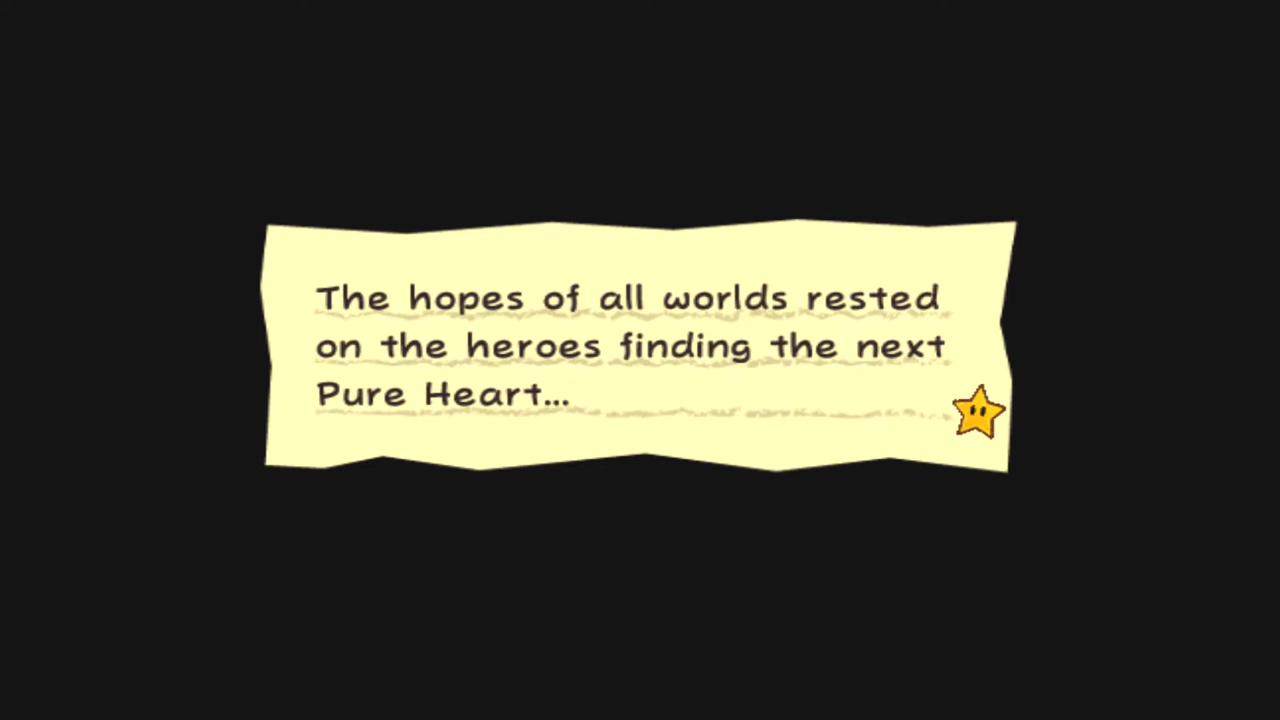 The hopes of all worlds rested
on the heroes finding the next
Pure Heart...